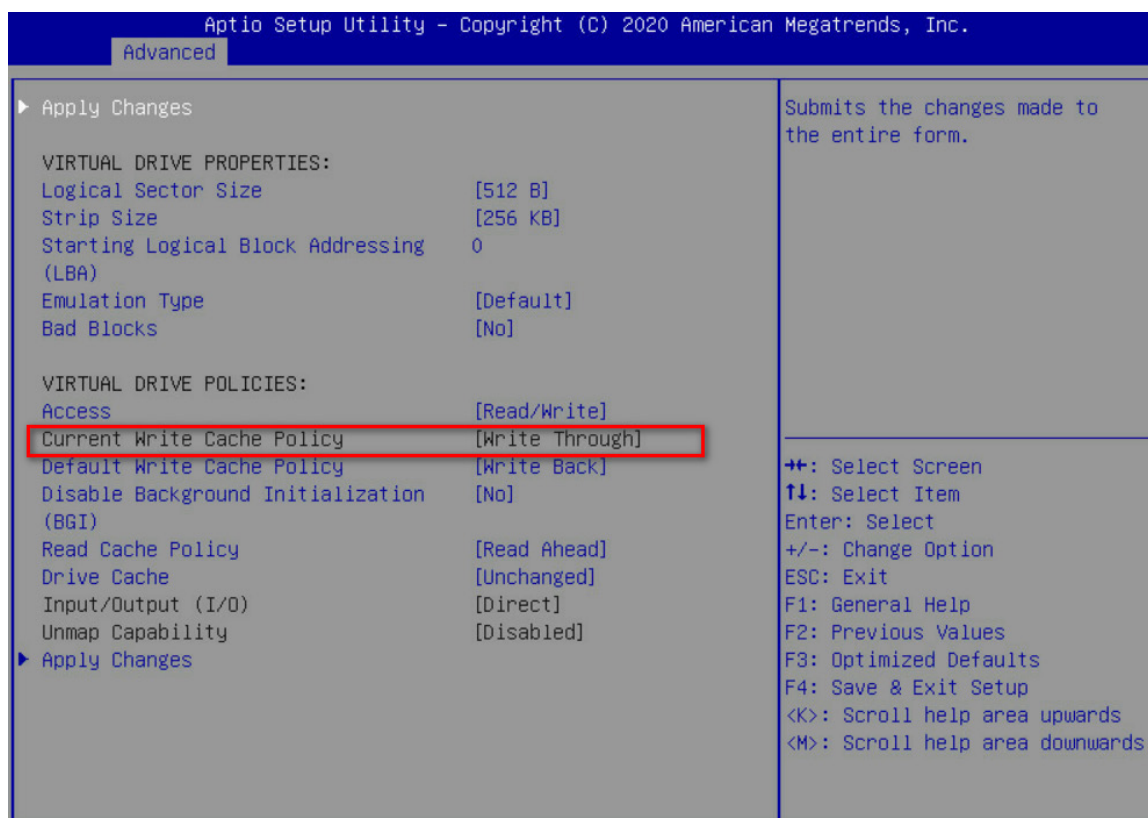 Aptio Setup Utility – Copyright (C) 2020 American Megatrends, Inc.
Advanced
Apply Changes
VIRTUAL DRIVE PROPERTIES:
Logical Sector Size [512 B]
Strip Size [256 KB]
Starting Logical Block Addressing 0
(LBA)
Emulation Type [Default]
Bad Blocks [No]
VIRTUAL DRIVE POLICIES:
Access [Read/Write]
Current Write Cache Policy [Write Through]
Default Write Cache Policy [Write Back]
Disable Background Initialization [No]
(BGI)
Read Cache Policy [Read Ahead]
Drive Cache [Unchanged]
Input/Output (I/O) [Direct]
Unmap Capability [Disabled]
Apply Changes
Submits the changes made to
the entire form.
→←: Select Screen
↑↓: Select Item
Enter: Select
+/-: Change Option
ESC: Exit
F1: General Help
F2: Previous Values
F3: Optimized Defaults
F4: Save & Exit Setup
<K>: Scroll help area upwards
<M>: Scroll help area downwards